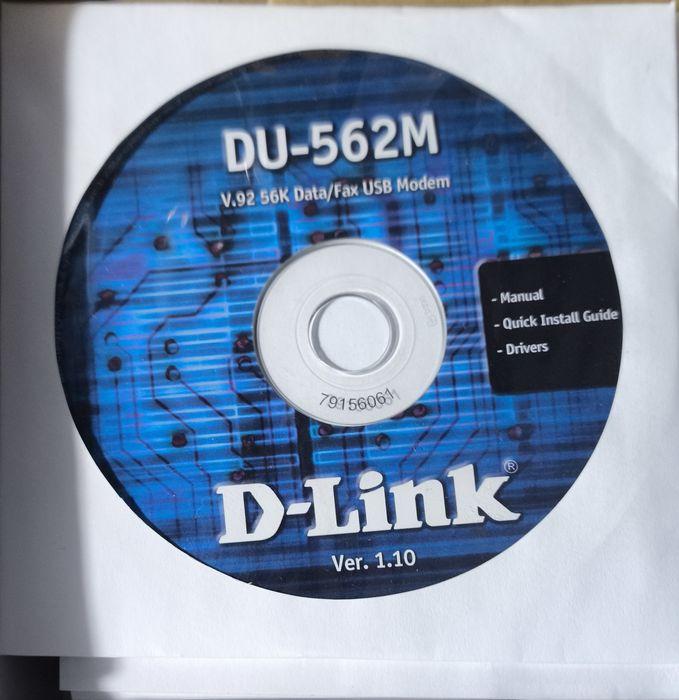 DU-562M
V.92 56K Data/Fax USB Modem
- Manual
- Quick Install Guide
- Drivers
79156061
D-Link®
Ver. 1.10